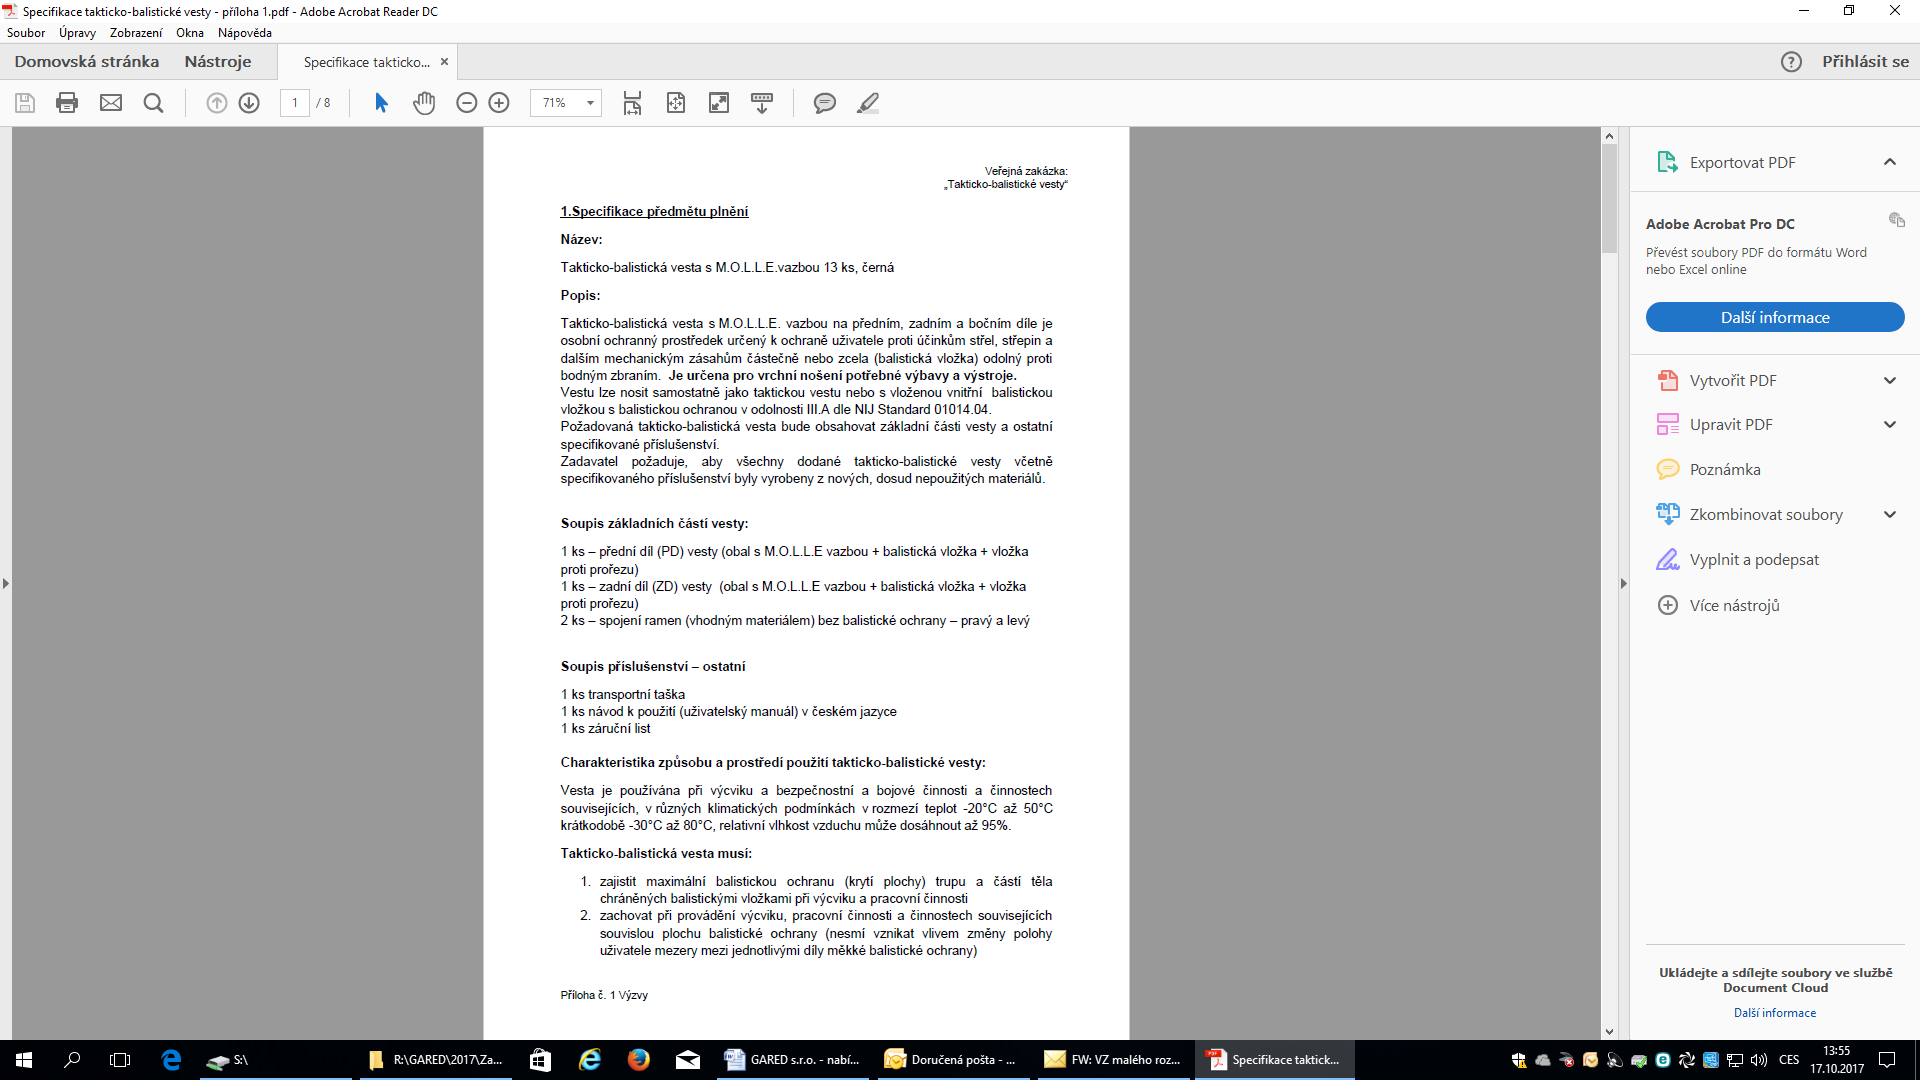 Specifikace takticko-balistické vesty - příloha 1.pdf - Adobe Acrobat Reader DC
Soubor Úpravy Zobrazení Okna Nápověda
Domovská stránka Nástroje Specifikace takticko... × Přihlásit se
1 / 8 71%
Veřejná zakázka:
„Takticko-balistické vesty“
1.Specifikace předmětu plnění
Název:
Takticko-balistická vesta s M.O.L.L.E.vazbou 13 ks, černá
Popis:
Takticko-balistická vesta s M.O.L.L.E. vazbou na předním, zadním a bočním díle je
osobní ochranný prostředek určený k ochraně uživatele proti účinkům střel, střepin a
dalším mechanickým zásahům částečně nebo zcela (balistická vložka) odolný proti
bodným zbraním. Je určena pro vrchní nošení potřebné výbavy a výstroje.
Vestu lze nosit samostatně jako taktickou vestu nebo s vloženou vnitřní balistickou
vložkou s balistickou ochranou v odolnosti III.A dle NIJ Standard 01014.04.
Požadovaná takticko-balistická vesta bude obsahovat základní části vesty a ostatní
specifikované příslušenství.
Zadavatel požaduje, aby všechny dodané takticko-balistické vesty včetně
specifikovaného příslušenství byly vyrobeny z nových, dosud nepoužitých materiálů.
Soupis základních částí vesty:
1 ks – přední díl (PD) vesty (obal s M.O.L.L.E vazbou + balistická vložka + vložka
proti prořezu)
1 ks – zadní díl (ZD) vesty (obal s M.O.L.L.E vazbou + balistická vložka + vložka
proti prořezu)
2 ks – spojení ramen (vhodným materiálem) bez balistické ochrany – pravý a levý
Soupis příslušenství – ostatní
1 ks transportní taška
1 ks návod k použití (uživatelský manuál) v českém jazyce
1 ks záruční list
Charakteristika způsobu a prostředí použití takticko-balistické vesty:
Vesta je používána při výcviku a bezpečnostní a bojové činnosti a činnostech
souvisejících, v různých klimatických podmínkách v rozmezí teplot -20°C až 50°C
krátkodobě -30°C až 80°C, relativní vlhkost vzduchu může dosáhnout až 95%.
Takticko-balistická vesta musí:
1. zajistit maximální balistickou ochranu (krytí plochy) trupu a částí těla
chráněných balistickými vložkami při výcviku a pracovní činnosti
2. zachovat při provádění výcviku, pracovní činnosti a činnostech souvisejících
souvislou plochu balistické ochrany (nesmí vznikat vlivem změny polohy
uživatele mezery mezi jednotlivými díly měkké balistické ochrany)
Příloha č. 1 Výzvy
Exportovat PDF
Adobe Acrobat Pro DC
Převést soubory PDF do formátu Word
nebo Excel online
Další informace
Vytvořit PDF
Upravit PDF
Poznámka
Zkombinovat soubory
Vyplnit a podepsat
Více nástrojů
Ukládejte a sdílejte soubory ve službě
Document Cloud
Další informace
S:\ R:\GARED\2017\Za... GARED s.r.o. - nabí... Doručená pošta - ... FW: VZ malého roz... Specifikace taktick... CES 13:55
17.10.2017